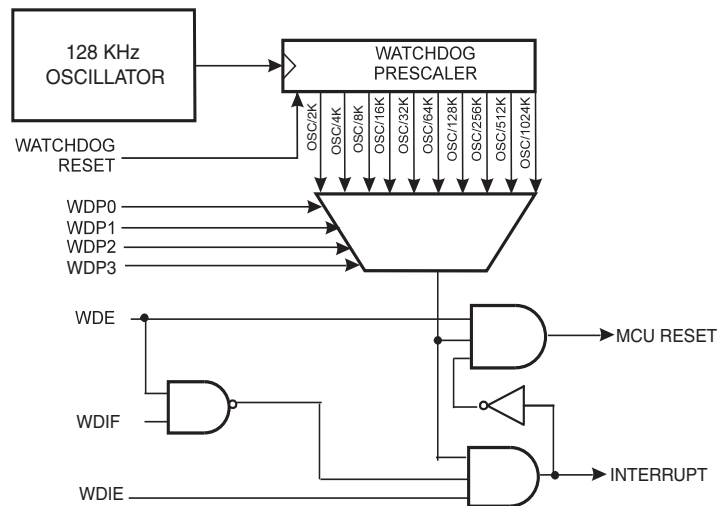 128 KHz
OSCILLATOR
WATCHDOG
PRESCALER
OSC/2K
OSC/4K
OSC/8K
OSC/16K
OSC/32K
OSC/64K
OSC/128K
OSC/256K
OSC/512K
OSC/1024K
WATCHDOG
RESET
WDP0
WDP1
WDP2
WDP3
WDE
MCU RESET
WDIF
INTERRUPT
WDIE